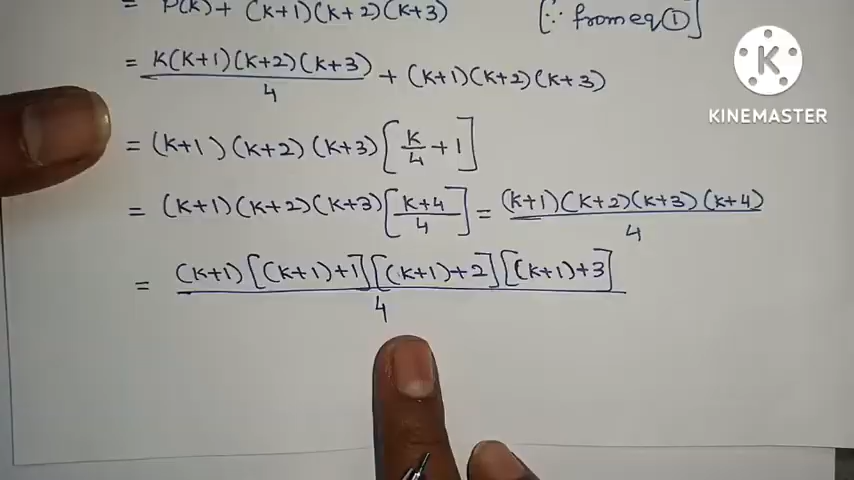 = P(k) + (k+1)(k+2)(k+3) [∵ from eq ①]
= k(k+1)(k+2)(k+3)/4 + (k+1)(k+2)(k+3)
= (k+1)(k+2)(k+3)[k/4 + 1]
= (k+1)(k+2)(k+3)[k+4/4] = (k+1)(k+2)(k+3)(k+4)/4
= (k+1)[(k+1)+1][(k+1)+2][(k+1)+3]/4
K
KINEMASTER